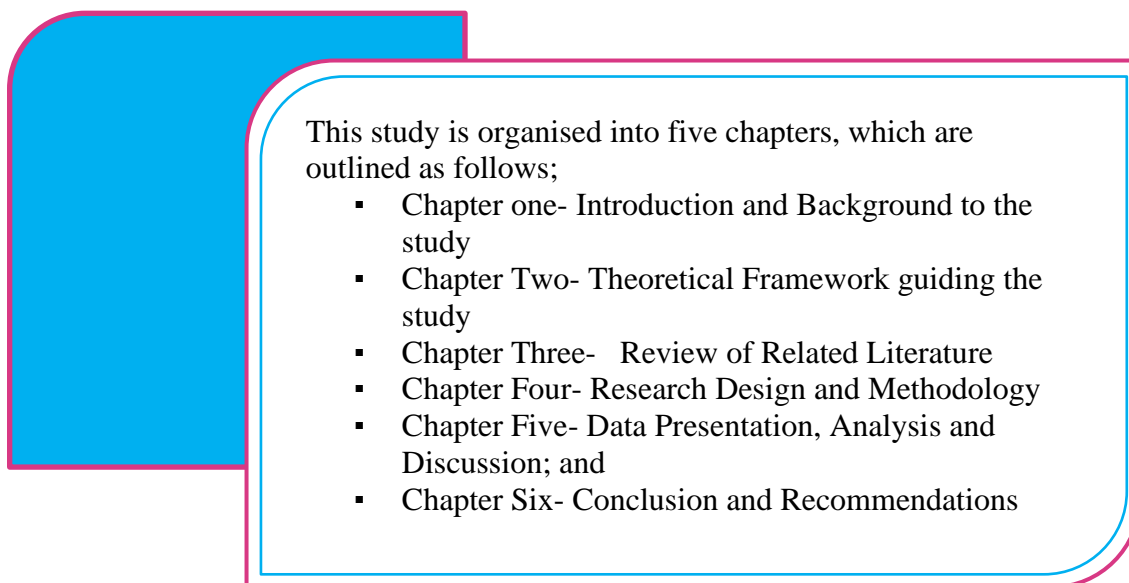 This study is organised into five chapters, which are
outlined as follows;
▪ Chapter one- Introduction and Background to the
study
▪ Chapter Two- Theoretical Framework guiding the
study
▪ Chapter Three- Review of Related Literature
▪ Chapter Four- Research Design and Methodology
▪ Chapter Five- Data Presentation, Analysis and
Discussion; and
▪ Chapter Six- Conclusion and Recommendations